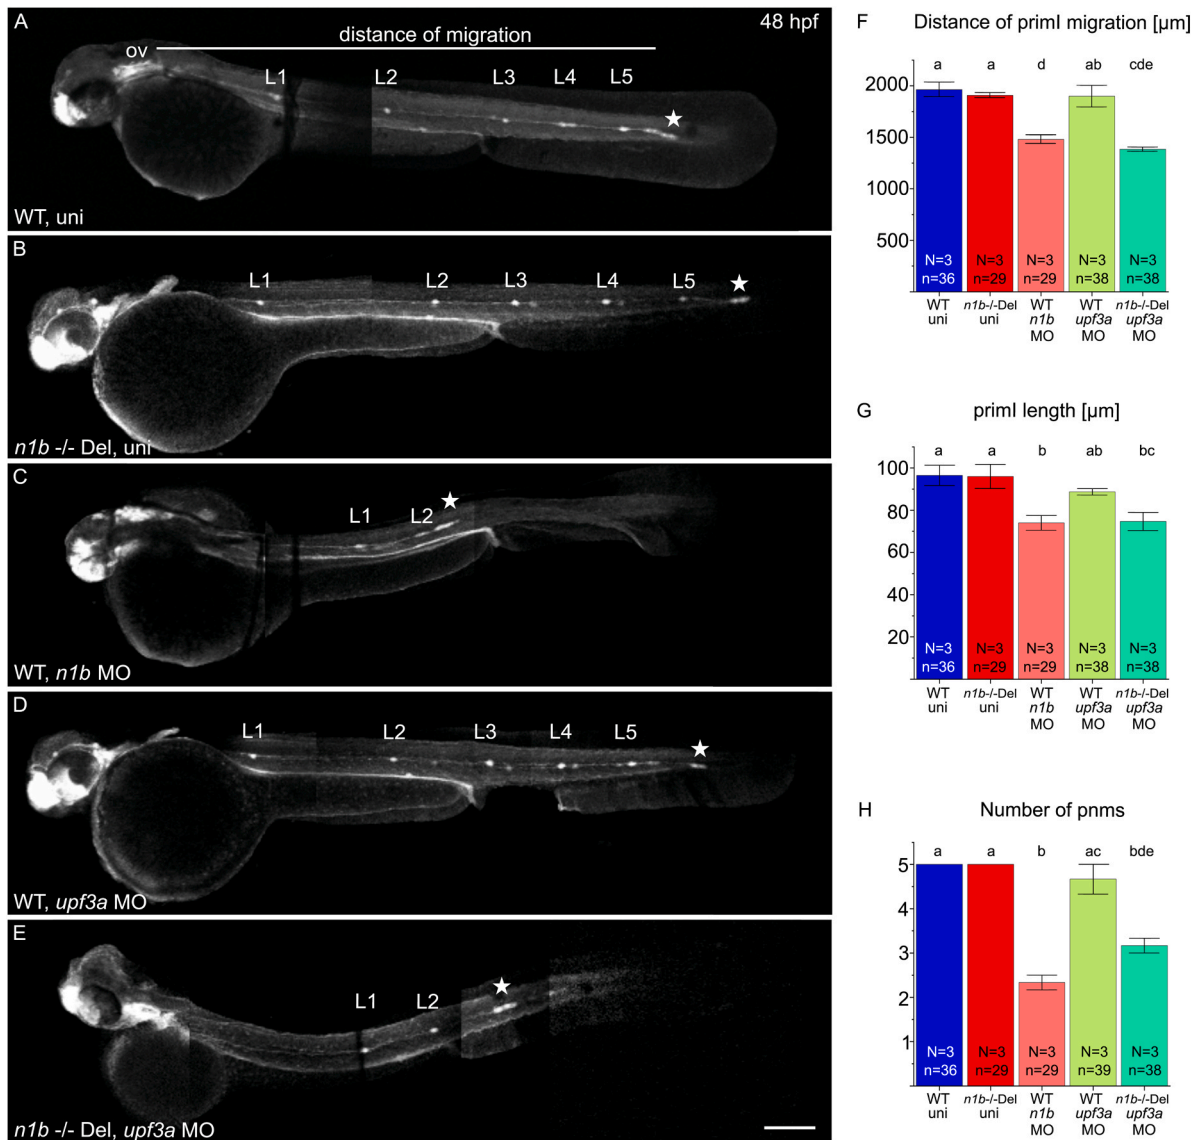 A
48 hpf
distance of migration
ov
L1
L2
L3
L4
L5
WT, uni
B
L1
L2
L3
L4
L5
n1b -/- Del, uni
C
L1
L2
WT, n1b MO
D
L1
L2
L3
L4
L5
WT, upf3a MO
E
L1
L2
n1b -/- Del, upf3a MO
F
Distance of primI migration [µm]
a
a
d
ab
cde
2000
1500
1000
500
N=3
n=36
N=3
n=29
N=3
n=29
N=3
n=38
N=3
n=38
WT
uni
n1b-/-Del
uni
WT
n1b
MO
WT
upf3a
MO
n1b-/-Del
upf3a
MO
G
primI length [µm]
a
a
b
ab
bc
100
80
60
40
20
N=3
n=36
N=3
n=29
N=3
n=29
N=3
n=38
N=3
n=38
WT
uni
n1b-/-Del
uni
WT
n1b
MO
WT
upf3a
MO
n1b-/-Del
upf3a
MO
H
Number of pnms
a
a
b
ac
bde
5
4
3
2
1
N=3
n=36
N=3
n=29
N=3
n=29
N=3
n=39
N=3
n=38
WT
uni
n1b-/-Del
uni
WT
n1b
MO
WT
upf3a
MO
n1b-/-Del
upf3a
MO